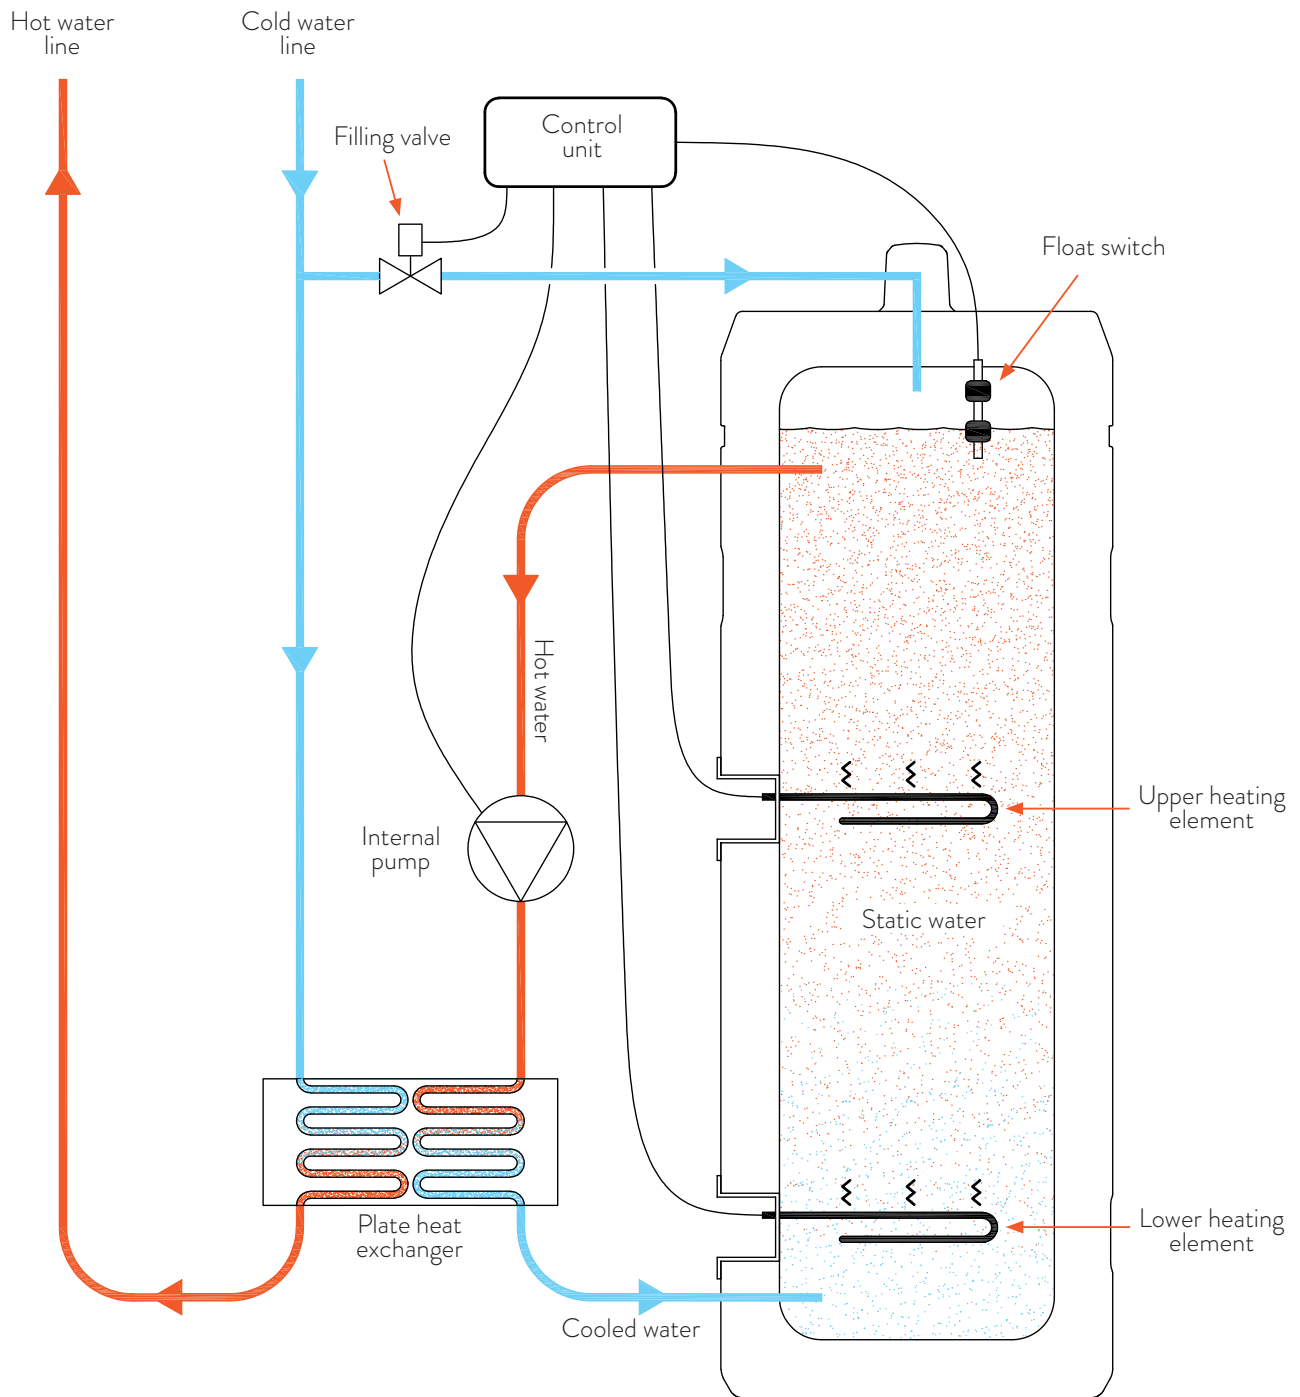 Hot water
line
Cold water
line
Filling valve
Control
unit
Float switch
Hot water
Internal
pump
Upper heating
element
Static water
Plate heat
exchanger
Lower heating
element
Cooled water